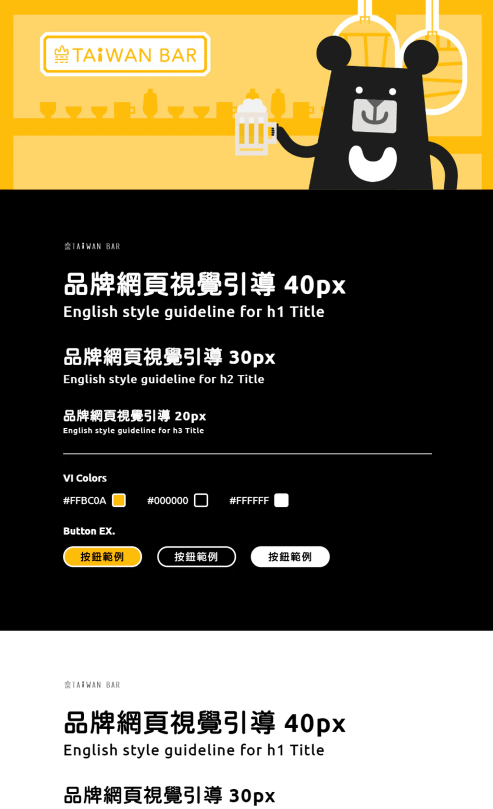 TAiWAN BAR
TAiWAN BAR
品牌網頁視覺引導 40px
English style guideline for h1 Title
品牌網頁視覺引導 30px
English style guideline for h2 Title
品牌網頁視覺引導 20px
English style guideline for h3 Title
VI Colors
#FFBC0A #000000 #FFFFFF
Button EX.
按鈕範例 按鈕範例 按鈕範例
TAiWAN BAR
品牌網頁視覺引導 40px
English style guideline for h1 Title
品牌網頁視覺引導 30px